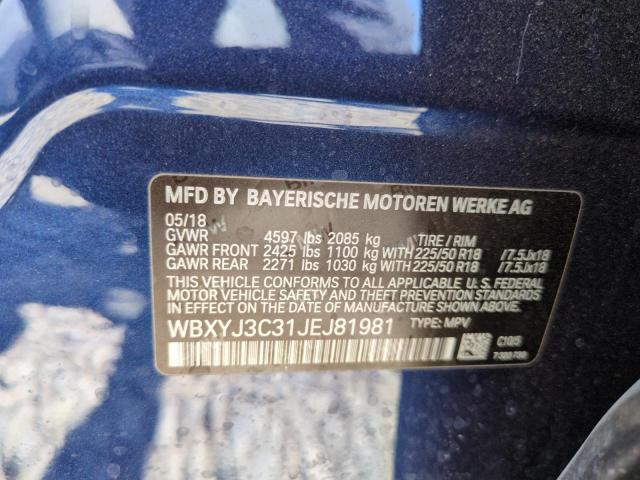 MFD BY BAYERISCHE MOTOREN WERKE AG
05/18
GVWR 4597 lbs 2085 kg TIRE / RIM
GAWR FRONT 2425 lbs 1100 kg WITH 225/50 R18 /7.5Jx18
GAWR REAR 2271 lbs 1030 kg WITH 225/50 R18 /7.5Jx18
THIS VEHICLE CONFORMS TO ALL APPLICABLE U. S. FEDERAL
MOTOR VEHICLE SAFETY AND THEFT PREVENTION STANDARDS
IN EFFECT ON THE DATE OF MANUFACTURE SHOWN ABOVE.
WBXYJ3C31JEJ81981 TYPE: MPV